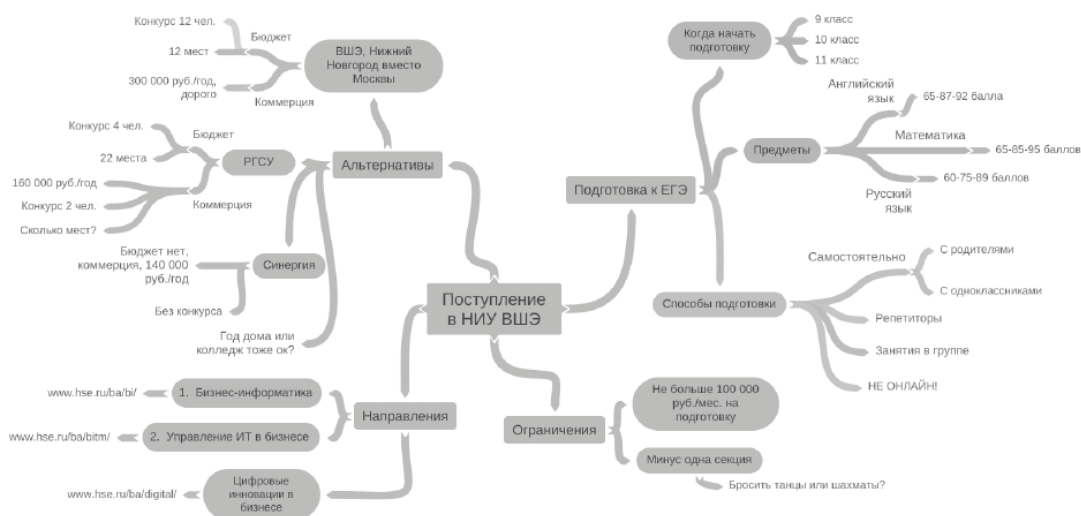 Поступление
в НИУ ВШЭ
Альтернативы
ВШЭ, Нижний
Новгород вместо
Москвы
Бюджет
Конкурс 12 чел.
12 мест
Коммерция
300 000 руб./год,
дорого
РГСУ
Бюджет
Конкурс 4 чел.
22 места
Коммерция
160 000 руб./год
Конкурс 2 чел.
Сколько мест?
Синергия
Бюджет нет,
коммерция, 140 000
руб./год
Без конкурса
Год дома или
колледж тоже ок?
Направления
1. Бизнес-информатика
www.hse.ru/ba/bi/
2. Управление ИТ в бизнесе
www.hse.ru/ba/bitm/
Цифровые
инновации в
бизнесе
www.hse.ru/ba/digital/
Подготовка к ЕГЭ
Когда начать
подготовку
9 класс
10 класс
11 класс
Предметы
Английский
язык
65-87-92 балла
Математика
65-85-95 баллов
Русский
язык
60-75-89 баллов
Способы подготовки
Самостоятельно
С родителями
С одноклассниками
Репетиторы
Занятия в группе
НЕ ОНЛАЙН!
Ограничения
Не больше 100 000
руб./мес. на
подготовку
Минус одна секция
Бросить танцы или шахматы?